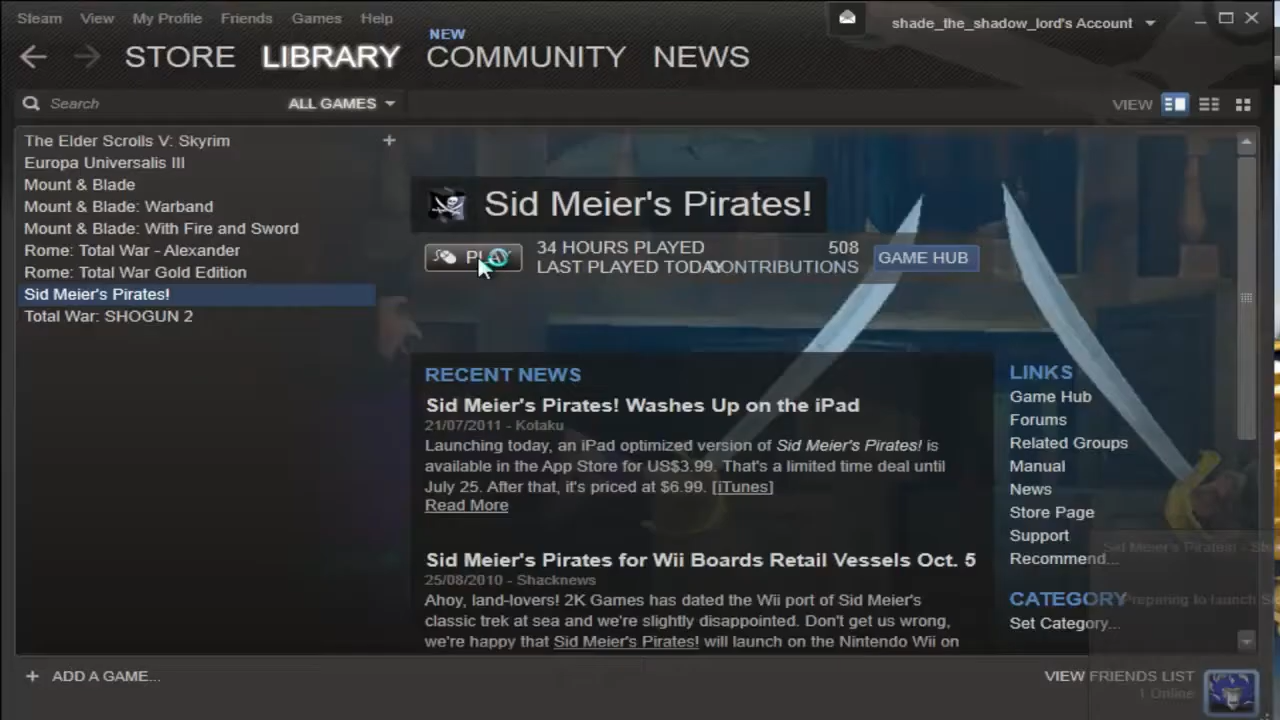 Steam View My Profile Friends Games Help
shade_the_shadow_lord's Account
NEW
STORE LIBRARY COMMUNITY NEWS
Search ALL GAMES
VIEW
The Elder Scrolls V: Skyrim
Europa Universalis III
Mount & Blade
Mount & Blade: Warband
Mount & Blade: With Fire and Sword
Rome: Total War - Alexander
Rome: Total War Gold Edition
Sid Meier's Pirates!
Total War: SHOGUN 2
Sid Meier's Pirates!
34 HOURS PLAYED 508
LAST PLAYED TODAY CONTRIBUTIONS
GAME HUB
RECENT NEWS
Sid Meier's Pirates! Washes Up on the iPad
21/07/2011 - Kotaku
Launching today, an iPad optimized version of Sid Meier's Pirates! is
available in the App Store for US$3.99. That's a limited time deal until
July 25. After that, it's priced at $6.99. [iTunes]
Read More
Sid Meier's Pirates for Wii Boards Retail Vessels Oct. 5
25/08/2010 - Shacknews
Ahoy, land-lovers! 2K Games has dated the Wii port of Sid Meier's
classic trek at sea and we're slightly disappointed. Don't get us wrong,
we're happy that Sid Meier's Pirates! will launch on the Nintendo Wii on
LINKS
Game Hub
Forums
Related Groups
Manual
News
Store Page
Support
Recommend...
Sid Meier's Pirates! -
CATEGORY
Preparing to launch
Set Category...
+ ADD A GAME...
VIEW FRIENDS LIST
1 Online